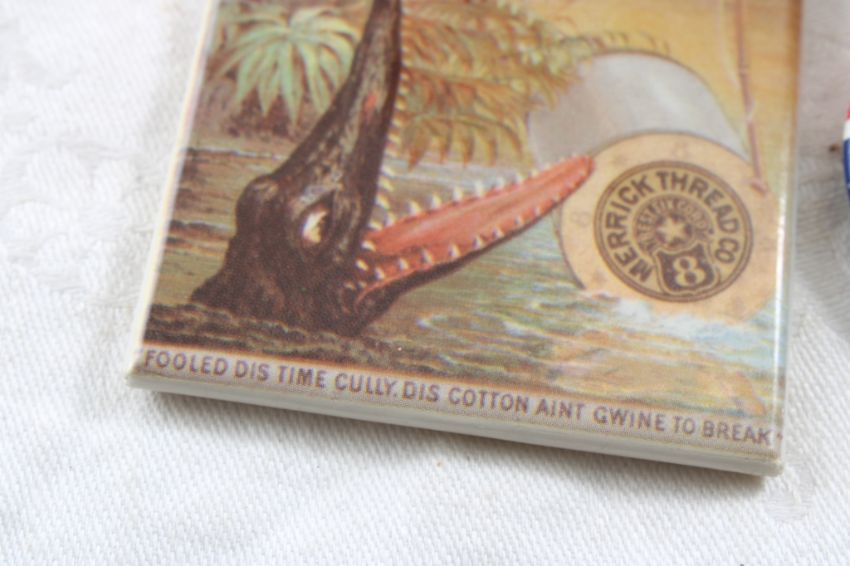 MERRICK THREAD CO
8
"FOOLED DIS TIME CULLY. DIS COTTON AINT GWINE TO BREAK"